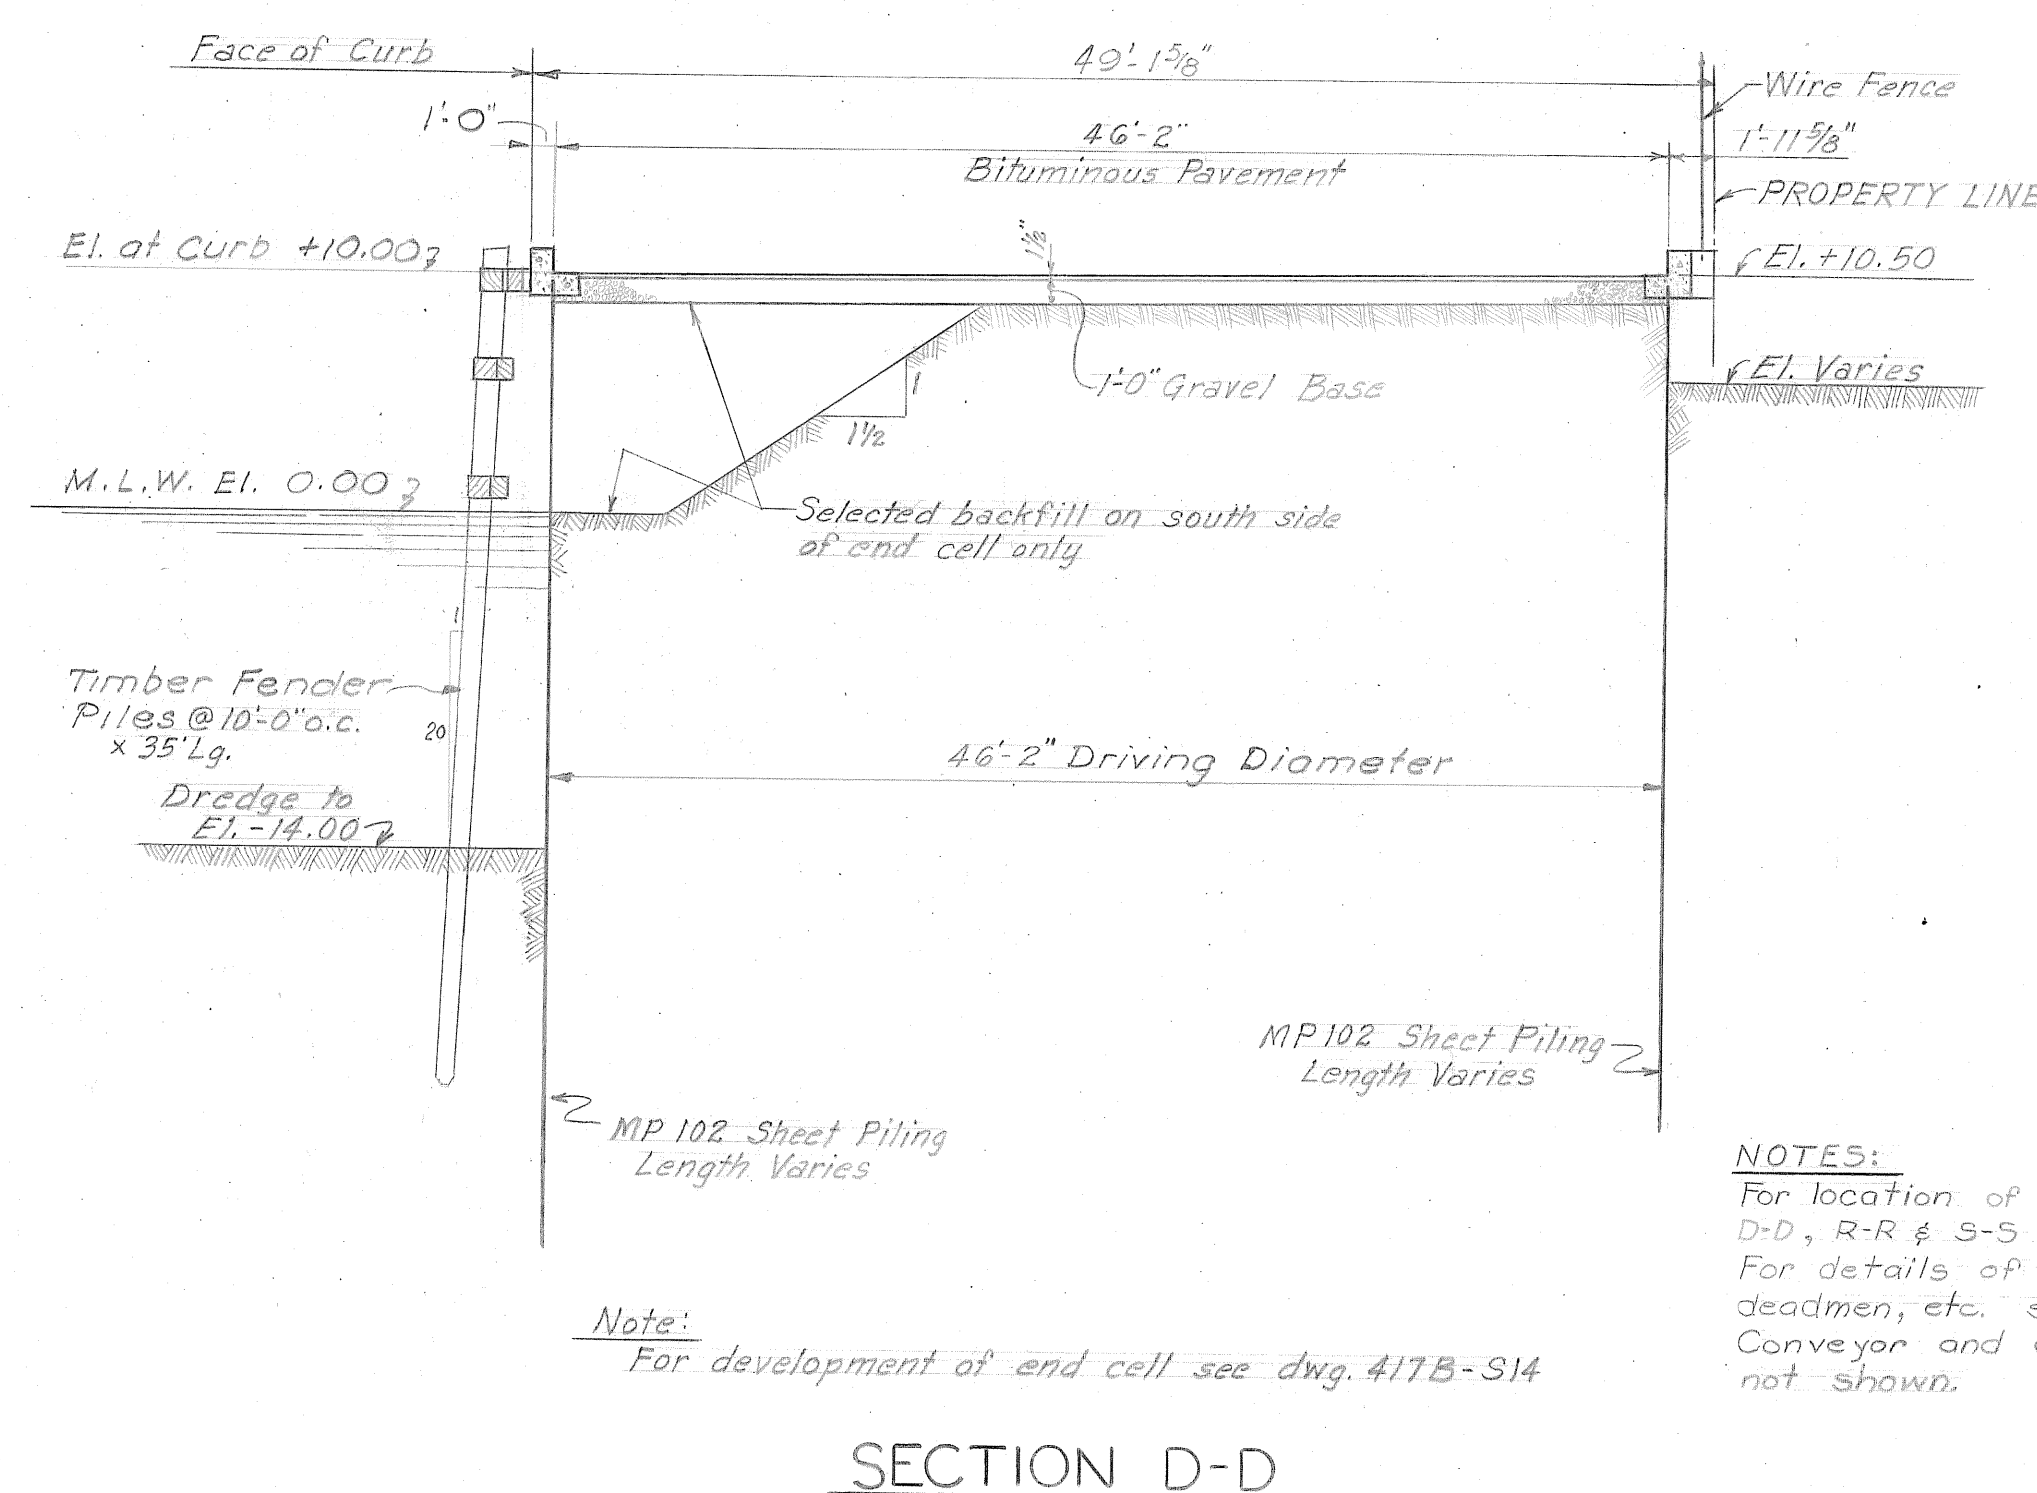 Face of Curb
49'-1 5/8"
Wire Fence
1'-0"
46'-2"
1'-11 5/8"
Bituminous Pavement
PROPERTY LINE
El. at Curb +10.00
1½"
El. +10.50
El. Varies
1'-0" Gravel Base
1
1½
M.L.W. El. 0.00
Selected backfill on south side
of end cell only
1
20
Timber Fender
Piles @ 10'-0" o.c.
x 35' Lg.
46'-2" Driving Diameter
Dredge to
El. -14.00
MP 102 Sheet Piling
Length Varies
MP 102 Sheet Piling
Length Varies
NOTES:
For location of
D-D, R-R & S-S
For details of
deadmen, etc.
Conveyor and
not shown.
Note:
For development of end cell see dwg. 417B-S14
SECTION D-D